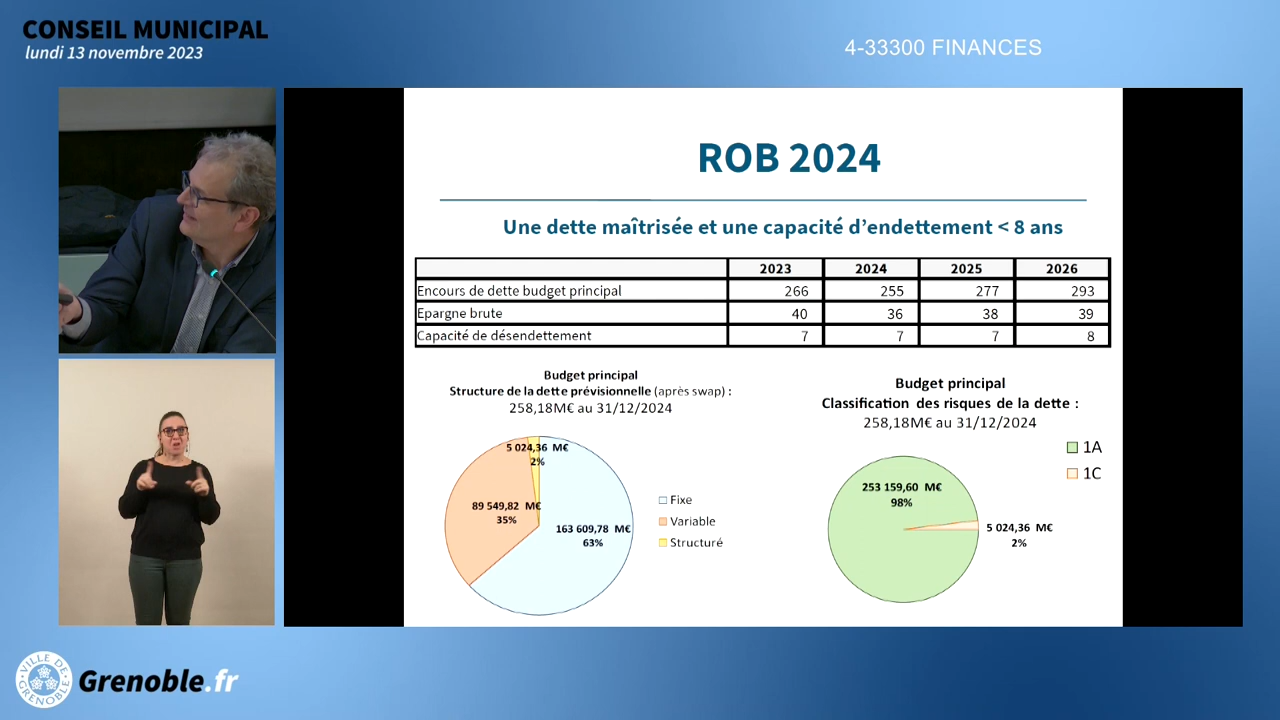 CONSEIL MUNICIPAL
lundi 13 novembre 2023
4-33300 FINANCES
ROB 2024
Une dette maîtrisée et une capacité d'endettement < 8 ans
2023 2024 2025 2026
Encours de dette budget principal 266 255 277 293
Epargne brute 40 36 38 39
Capacité de désendettement 7 7 7 8
Budget principal
Structure de la dette prévisionnelle (après swap) :
258,18M€ au 31/12/2024
5 024,36 M€
2%
89 549,82 M€
35%
163 609,78 M€
63%
Fixe
Variable
Structuré
Budget principal
Classification des risques de la dette :
258,18M€ au 31/12/2024
1A
1C
253 159,60 M€
98%
5 024,36 M€
2%
VILLE DE
GRENOBLE
Grenoble.fr